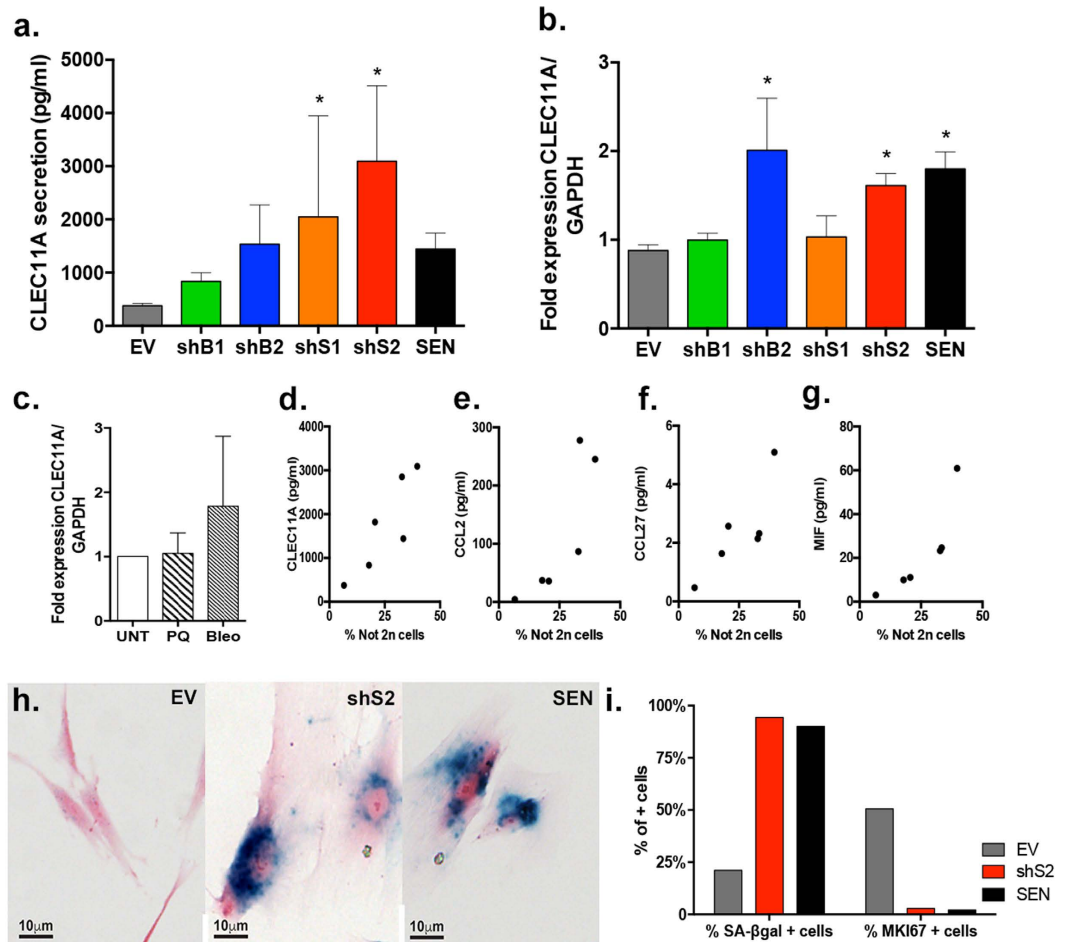 a.
CLEC11A secretion (pg/ml)
5000
4000
3000
2000
1000
0
* *
EV shB1 shB2 shS1 shS2 SEN
b.
Fold expression CLEC11A/
GAPDH
3
2
1
0
* * *
EV shB1 shB2 shS1 shS2 SEN
c.
Fold expression CLEC11A/
GAPDH
3
2
1
0
UNT PQ Bleo
d.
CLEC11A (pg/ml)
4000
3000
2000
1000
0
0 25 50
% Not 2n cells
e.
CCL2 (pg/ml)
300
200
100
0
0 25 50
% Not 2n cells
f.
CCL27 (pg/ml)
6
4
2
0
0 25 50
% Not 2n cells
g.
MIF (pg/ml)
80
60
40
20
0
0 25 50
% Not 2n cells
h.
EV
10μm
shS2
10μm
SEN
10μm
i.
% of + cells
100%
75%
50%
25%
0
% SA-βgal + cells % MKI67 + cells
EV
shS2
SEN